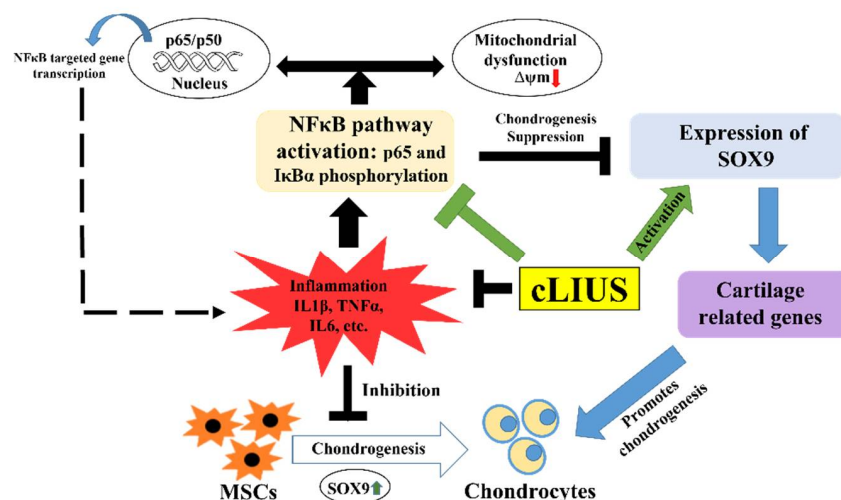 NFκB targeted gene
transcription
p65/p50
Nucleus
Mitochondrial
dysfunction
Δψm
NFκB pathway
activation: p65 and
IκBα phosphorylation
Chondrogenesis
Suppression
Expression of
SOX9
Activation
cLIUS
Inflammation
IL1β, TNFα,
IL6, etc.
Cartilage
related genes
Inhibition
Promotes
chondrogenesis
Chondrogenesis
MSCs
SOX9
Chondrocytes